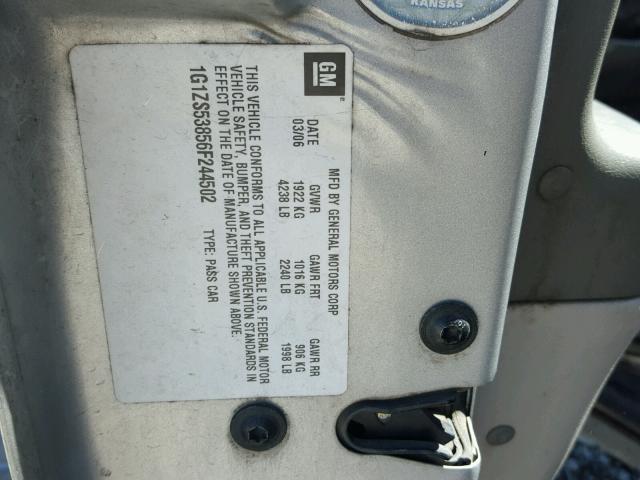 KANSAS
GM
MFD BY GENERAL MOTORS CORP
DATE GVWR GAWR FRT GAWR RR
03/06 1922 KG 1016 KG 906 KG
4238 LB 2240 LB 1998 LB
THIS VEHICLE CONFORMS TO ALL APPLICABLE U.S. FEDERAL MOTOR
VEHICLE SAFETY, BUMPER, AND THEFT PREVENTION STANDARDS IN
EFFECT ON THE DATE OF MANUFACTURE SHOWN ABOVE.
1G1ZS53856F244502 TYPE: PASS CAR